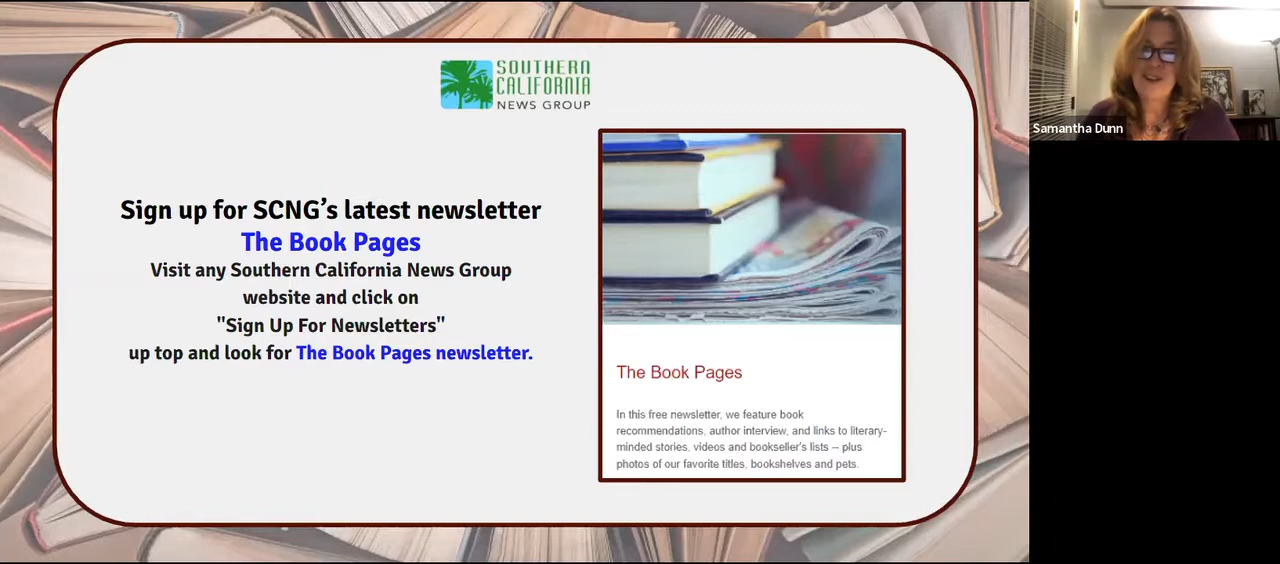 SOUTHERN
CALIFORNIA
NEWS GROUP
Sign up for SCNG's latest newsletter
The Book Pages
Visit any Southern California News Group
website and click on
"Sign Up For Newsletters"
up top and look for The Book Pages newsletter.
The Book Pages
In this free newsletter, we feature book
recommendations, author interview, and links to literary-
minded stories, videos and bookseller's lists -- plus
photos of our favorite titles, bookshelves and pets.
Samantha Dunn